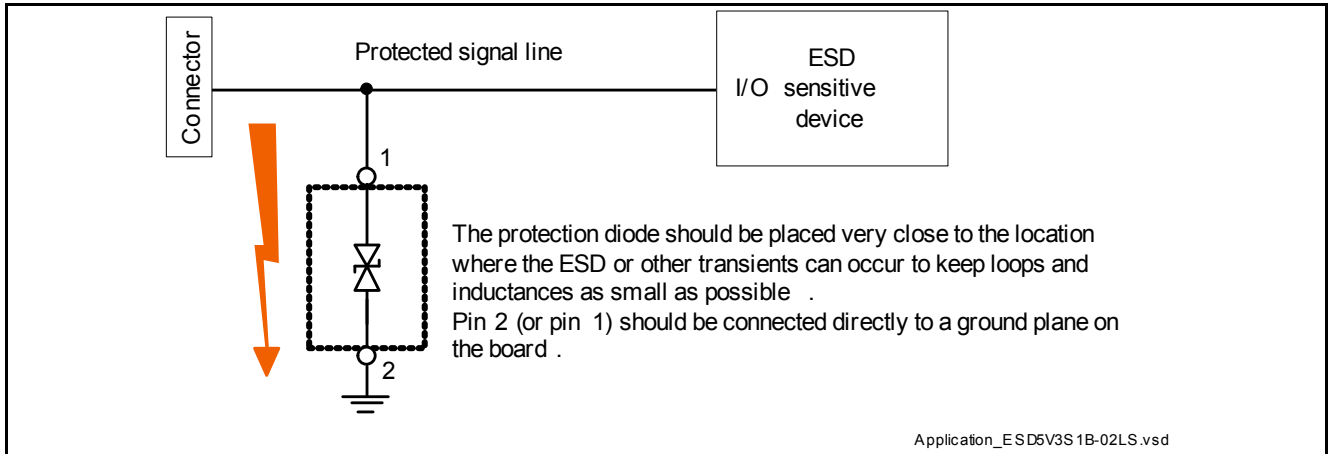 Connector
Protected signal line
ESD
I/O sensitive
device
1
The protection diode should be placed very close to the location
where the ESD or other transients can occur to keep loops and
inductances as small as possible .
Pin 2 (or pin 1) should be connected directly to a ground plane on
the board .
2
Application_ESD5V3S1B-02LS.vsd